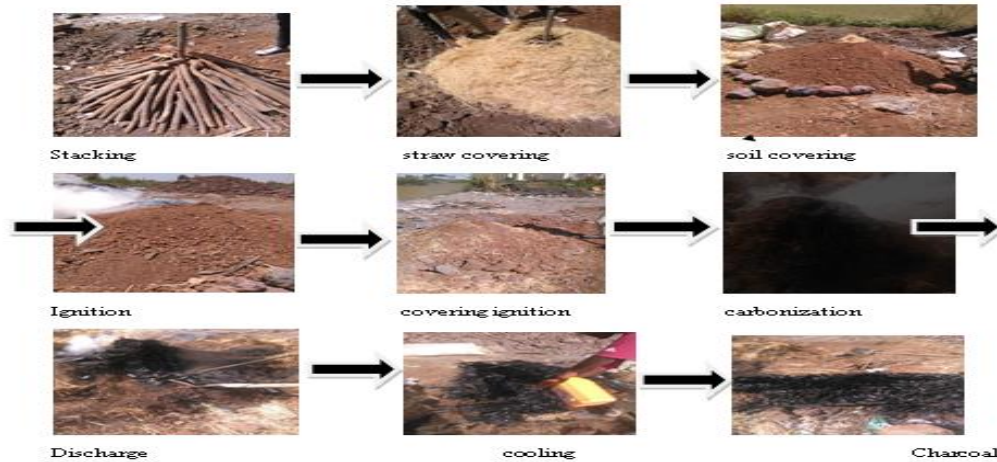 Stacking
straw covering
soil covering
Ignition
covering ignition
carbonization
Discharge
cooling
Charcoal